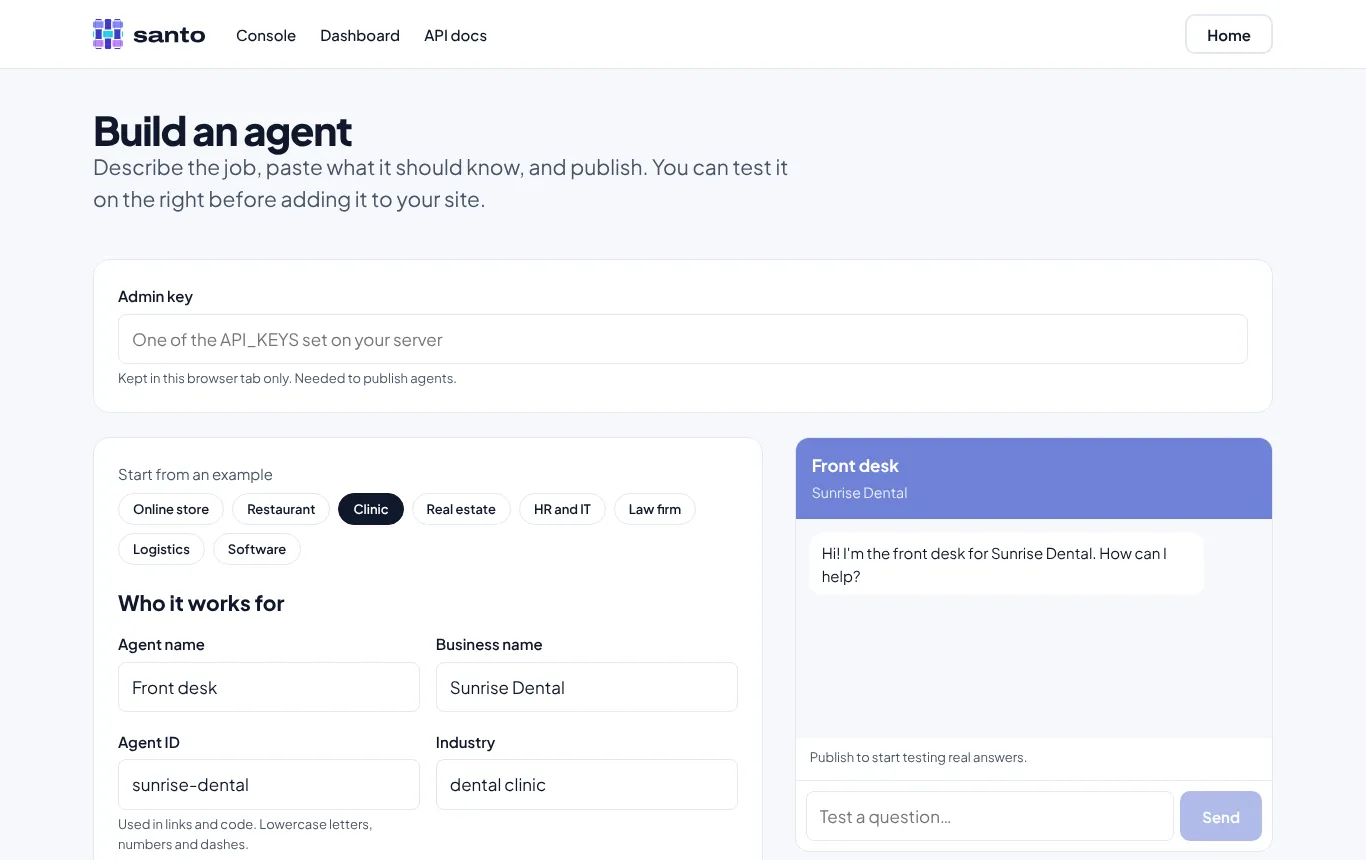 santo
Console
Dashboard
API docs
Home
Build an agent
Describe the job, paste what it should know, and publish. You can test it
on the right before adding it to your site.
Admin key
One of the API_KEYS set on your server
Kept in this browser tab only. Needed to publish agents.
Start from an example
Online store
Restaurant
Clinic
Real estate
HR and IT
Law firm
Logistics
Software
Who it works for
Agent name
Business name
Front desk
Sunrise Dental
Agent ID
Industry
sunrise-dental
dental clinic
Used in links and code. Lowercase letters,
numbers and dashes.
Front desk
Sunrise Dental
Hi! I'm the front desk for Sunrise Dental. How can I
help?
Publish to start testing real answers.
Test a question…
Send